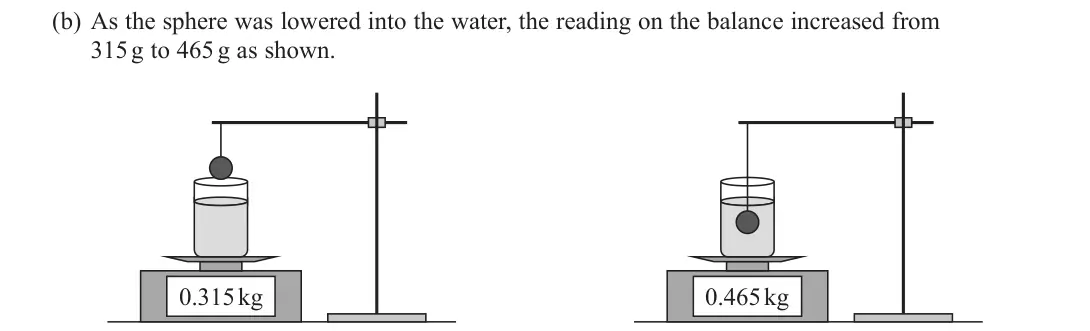 (b) As the sphere was lowered into the water, the reading on the balance increased from
315 g to 465 g as shown.
0.315 kg
0.465 kg